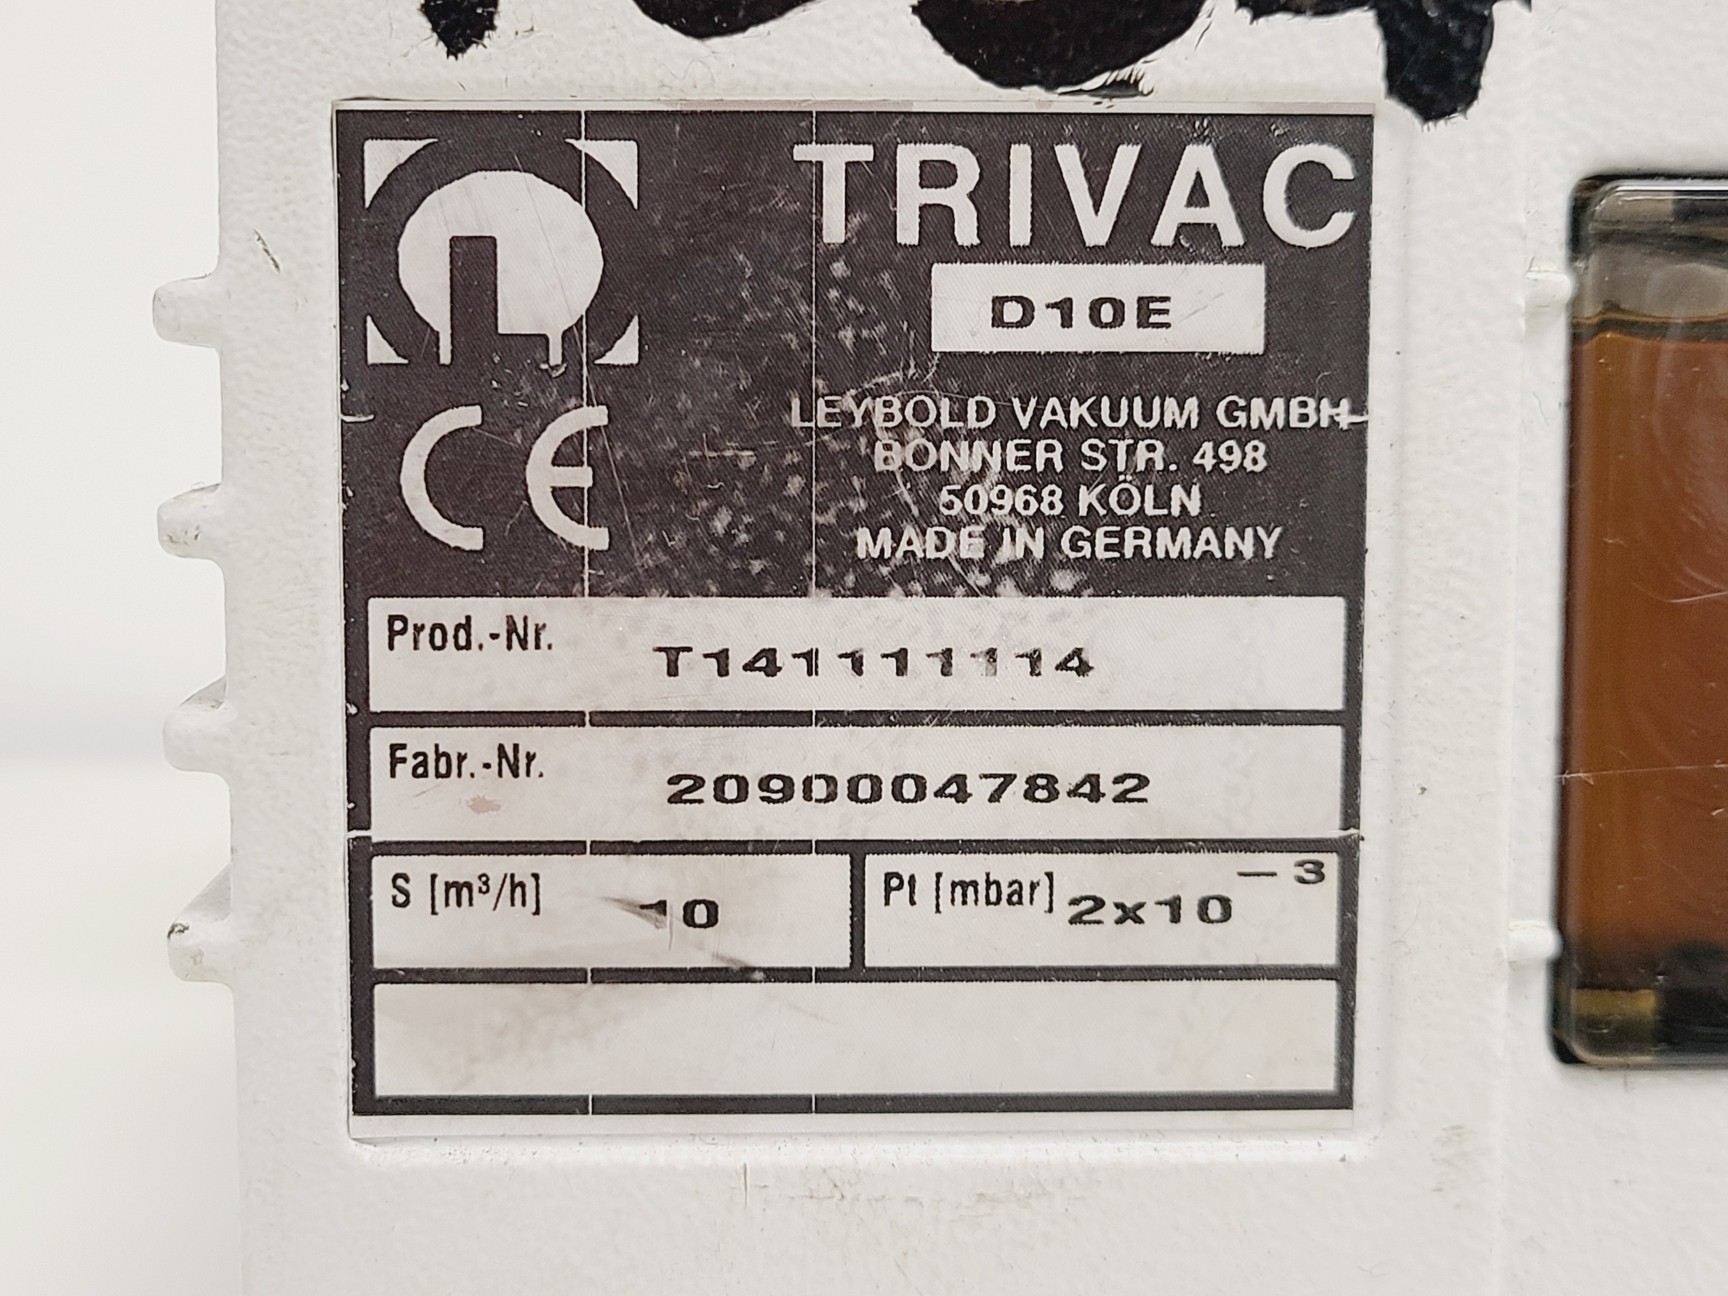 TRIVAC
D10E
CE
LEYBOLD VAKUUM GMBH
BONNER STR. 498
50968 KÖLN
MADE IN GERMANY
Prod.-Nr. T141111114
Fabr.-Nr. 20900047842
S [m³/h] 10 Pt [mbar] 2x10⁻³